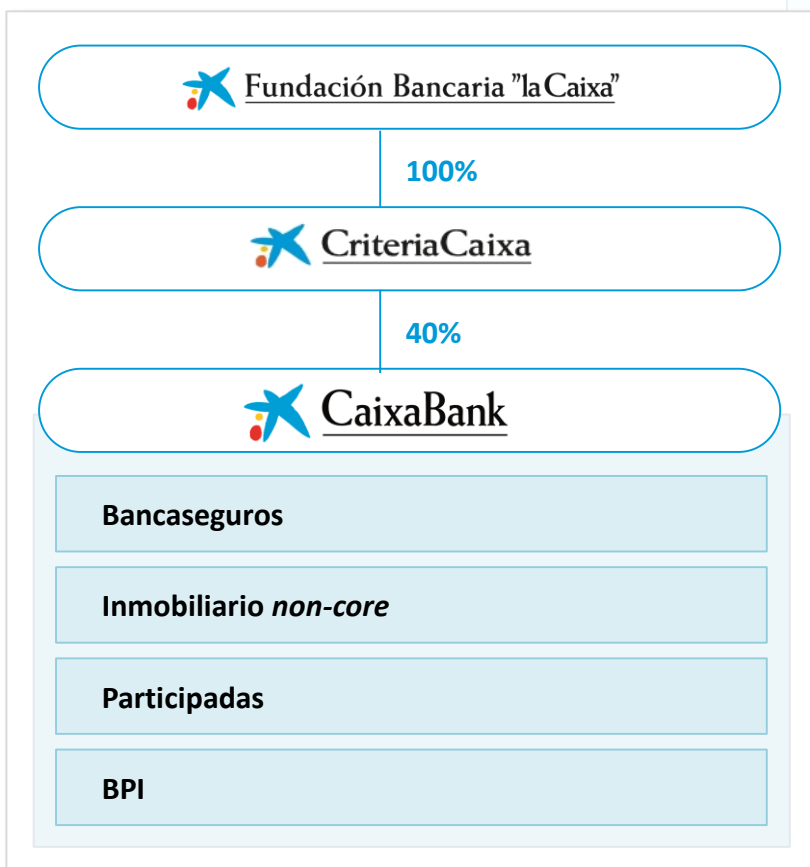 Fundación Bancaria "la Caixa"
100%
CriteriaCaixa
40%
CaixaBank
Bancaseguros
Inmobiliario non-core
Participadas
BPI